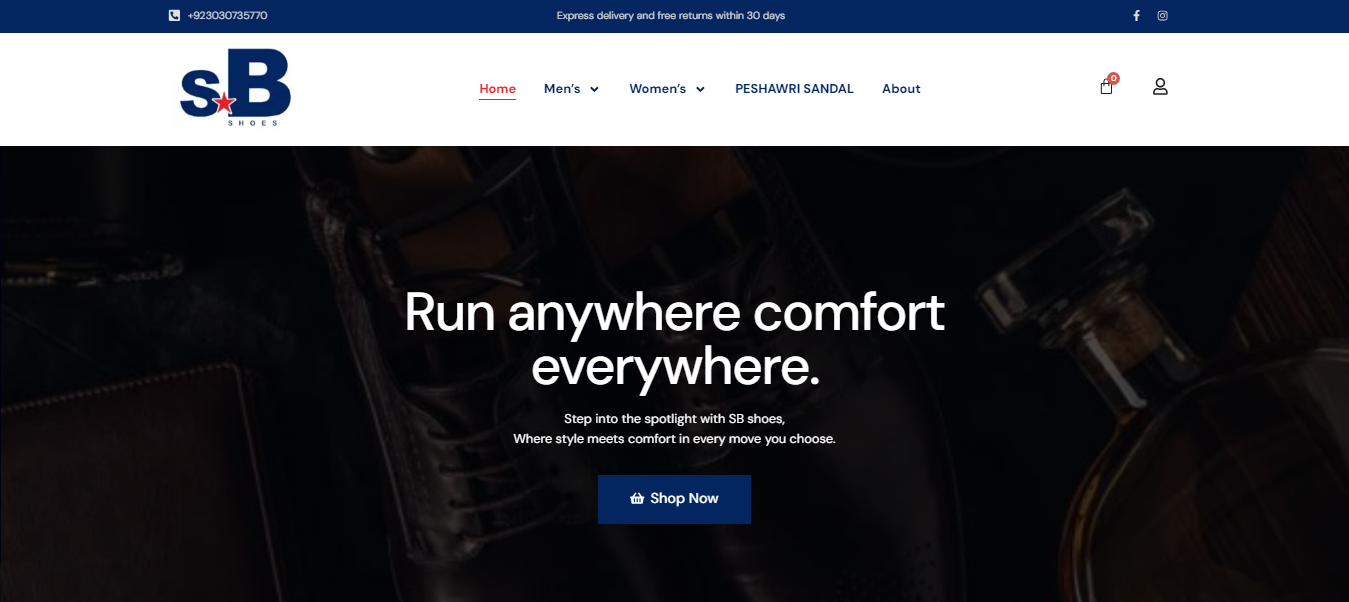 +923030735770
Express delivery and free returns within 30 days
SB
SHOES
Home
Men's
Women's
PESHAWRI SANDAL
About
0
Run anywhere comfort
everywhere.
Step into the spotlight with SB shoes,
Where style meets comfort in every move you choose.
Shop Now